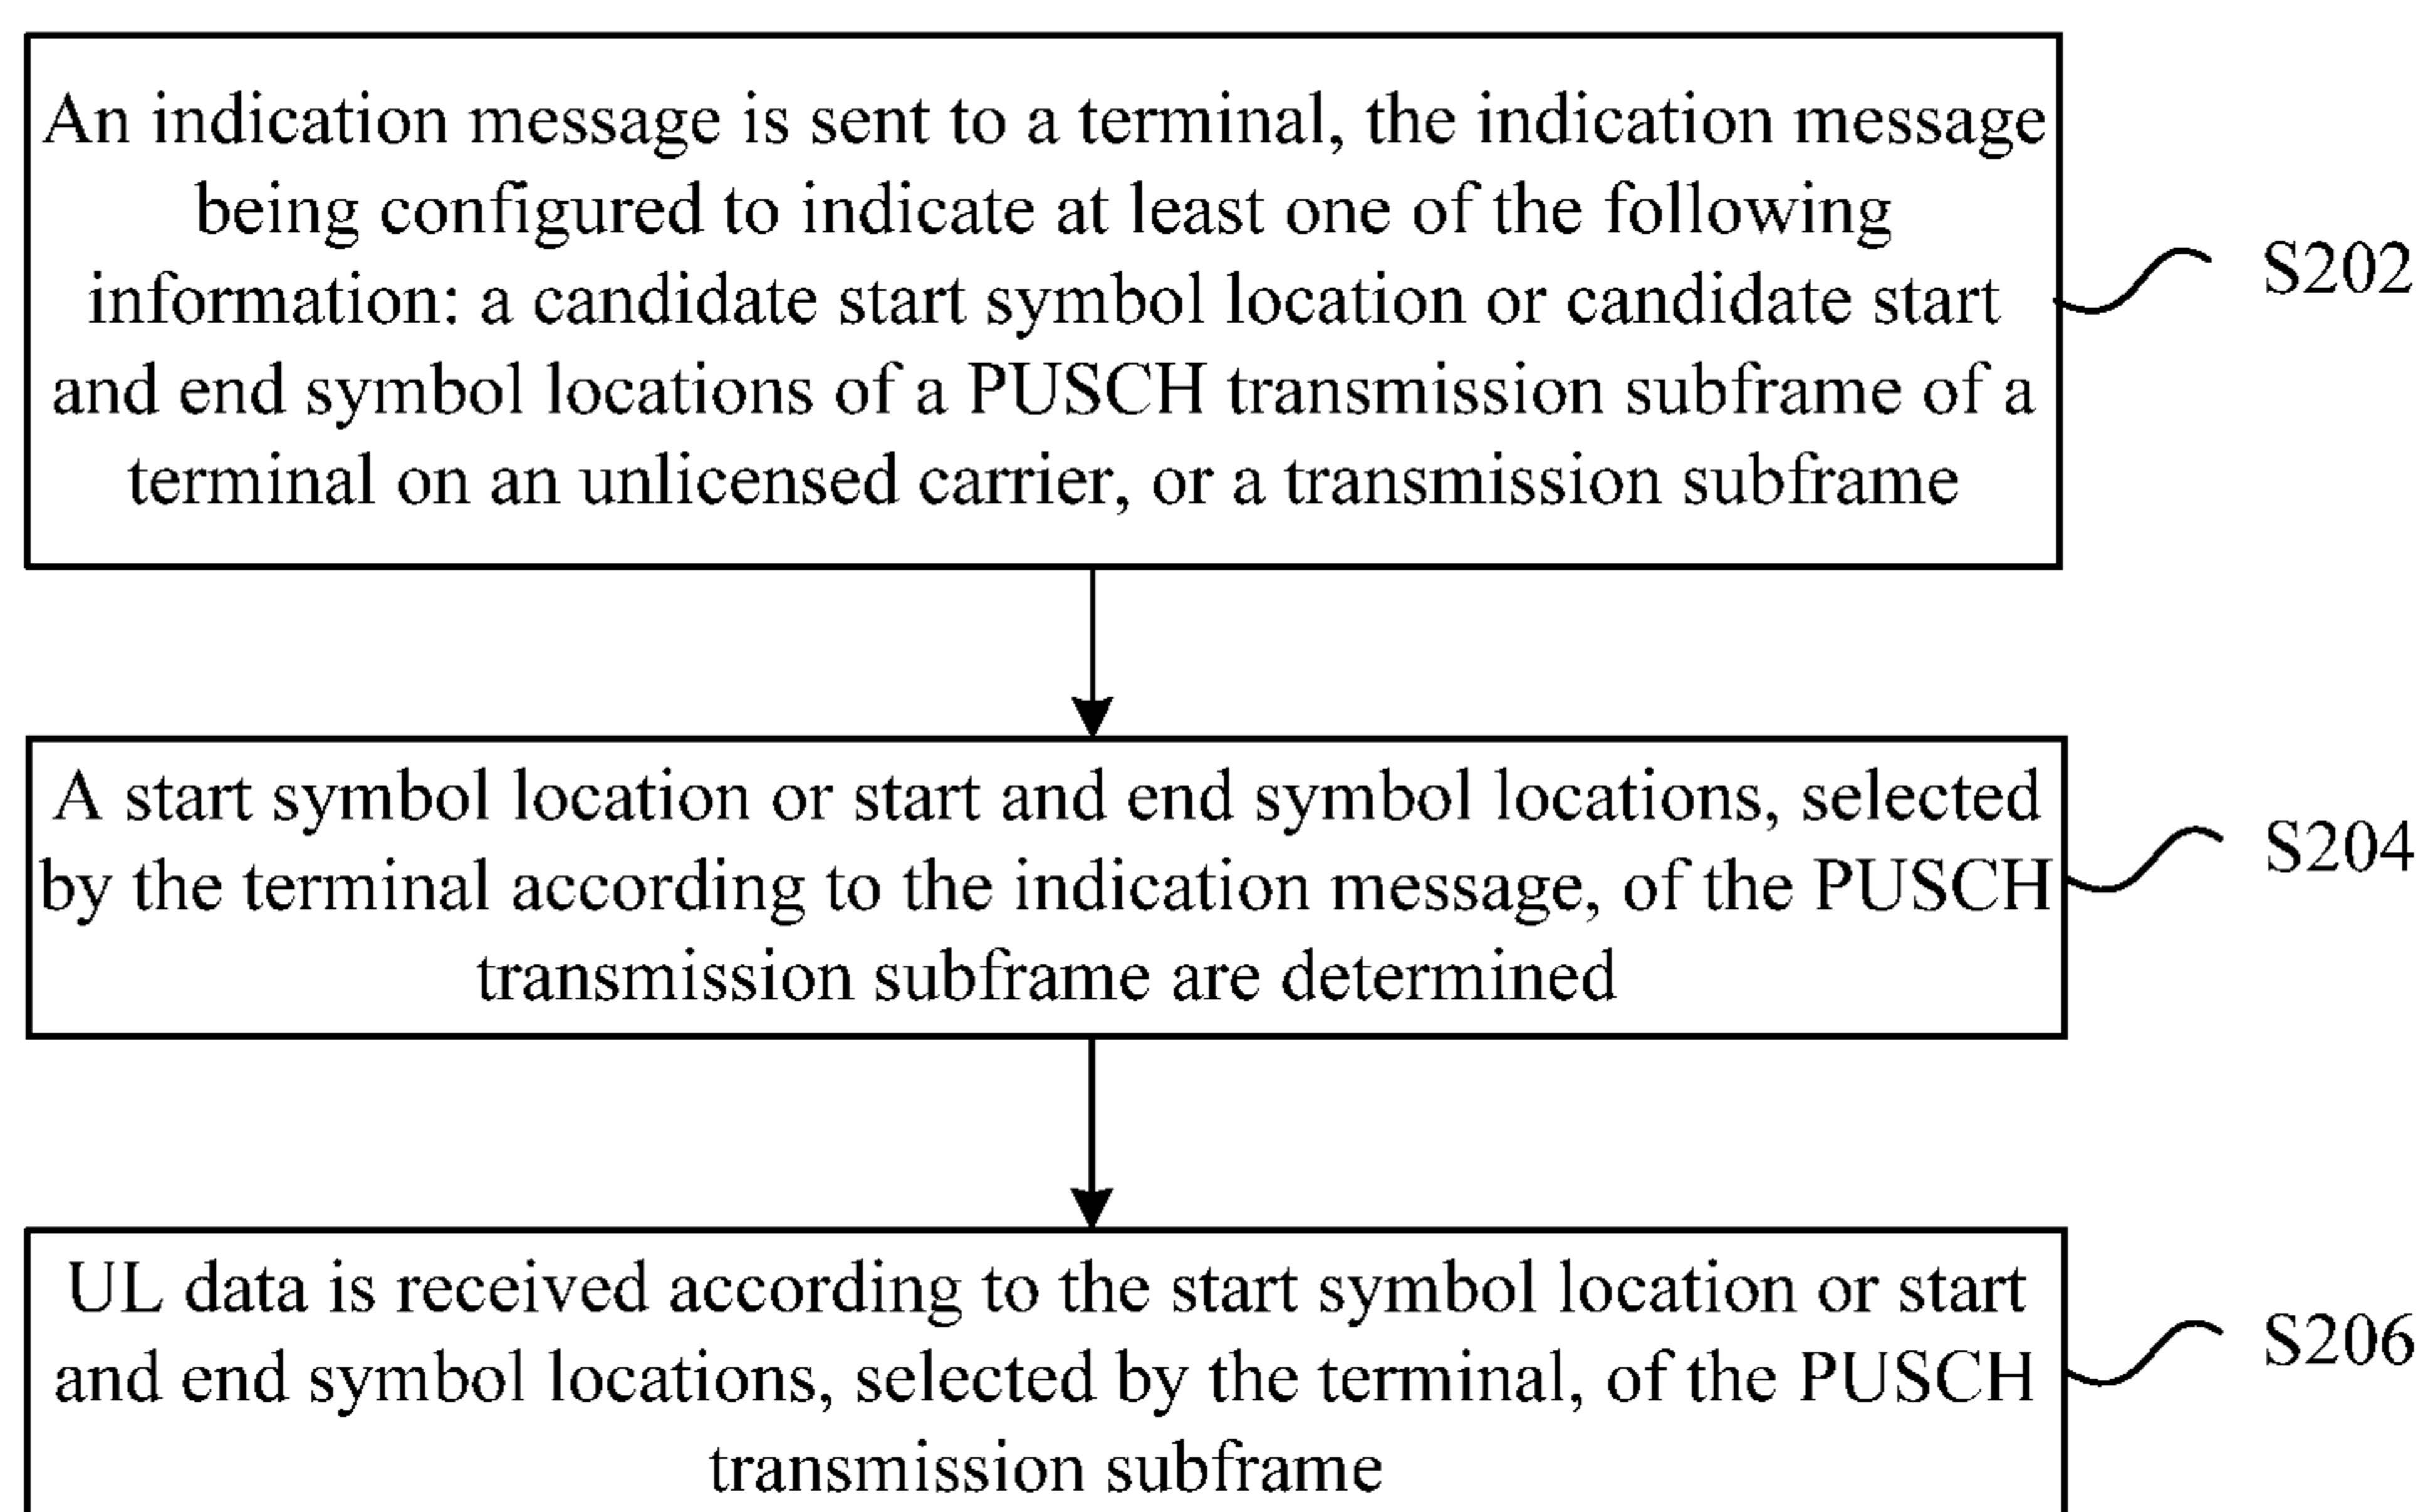 An indication message is sent to a terminal, the indication message
being configured to indicate at least one of the following
information: a candidate start symbol location or candidate start
and end symbol locations of a PUSCH transmission subframe of a
terminal on an unlicensed carrier, or a transmission subframe
S202
A start symbol location or start and end symbol locations, selected
by the terminal according to the indication message, of the PUSCH
transmission subframe are determined
S204
UL data is received according to the start symbol location or start
and end symbol locations, selected by the terminal, of the PUSCH
transmission subframe
S206